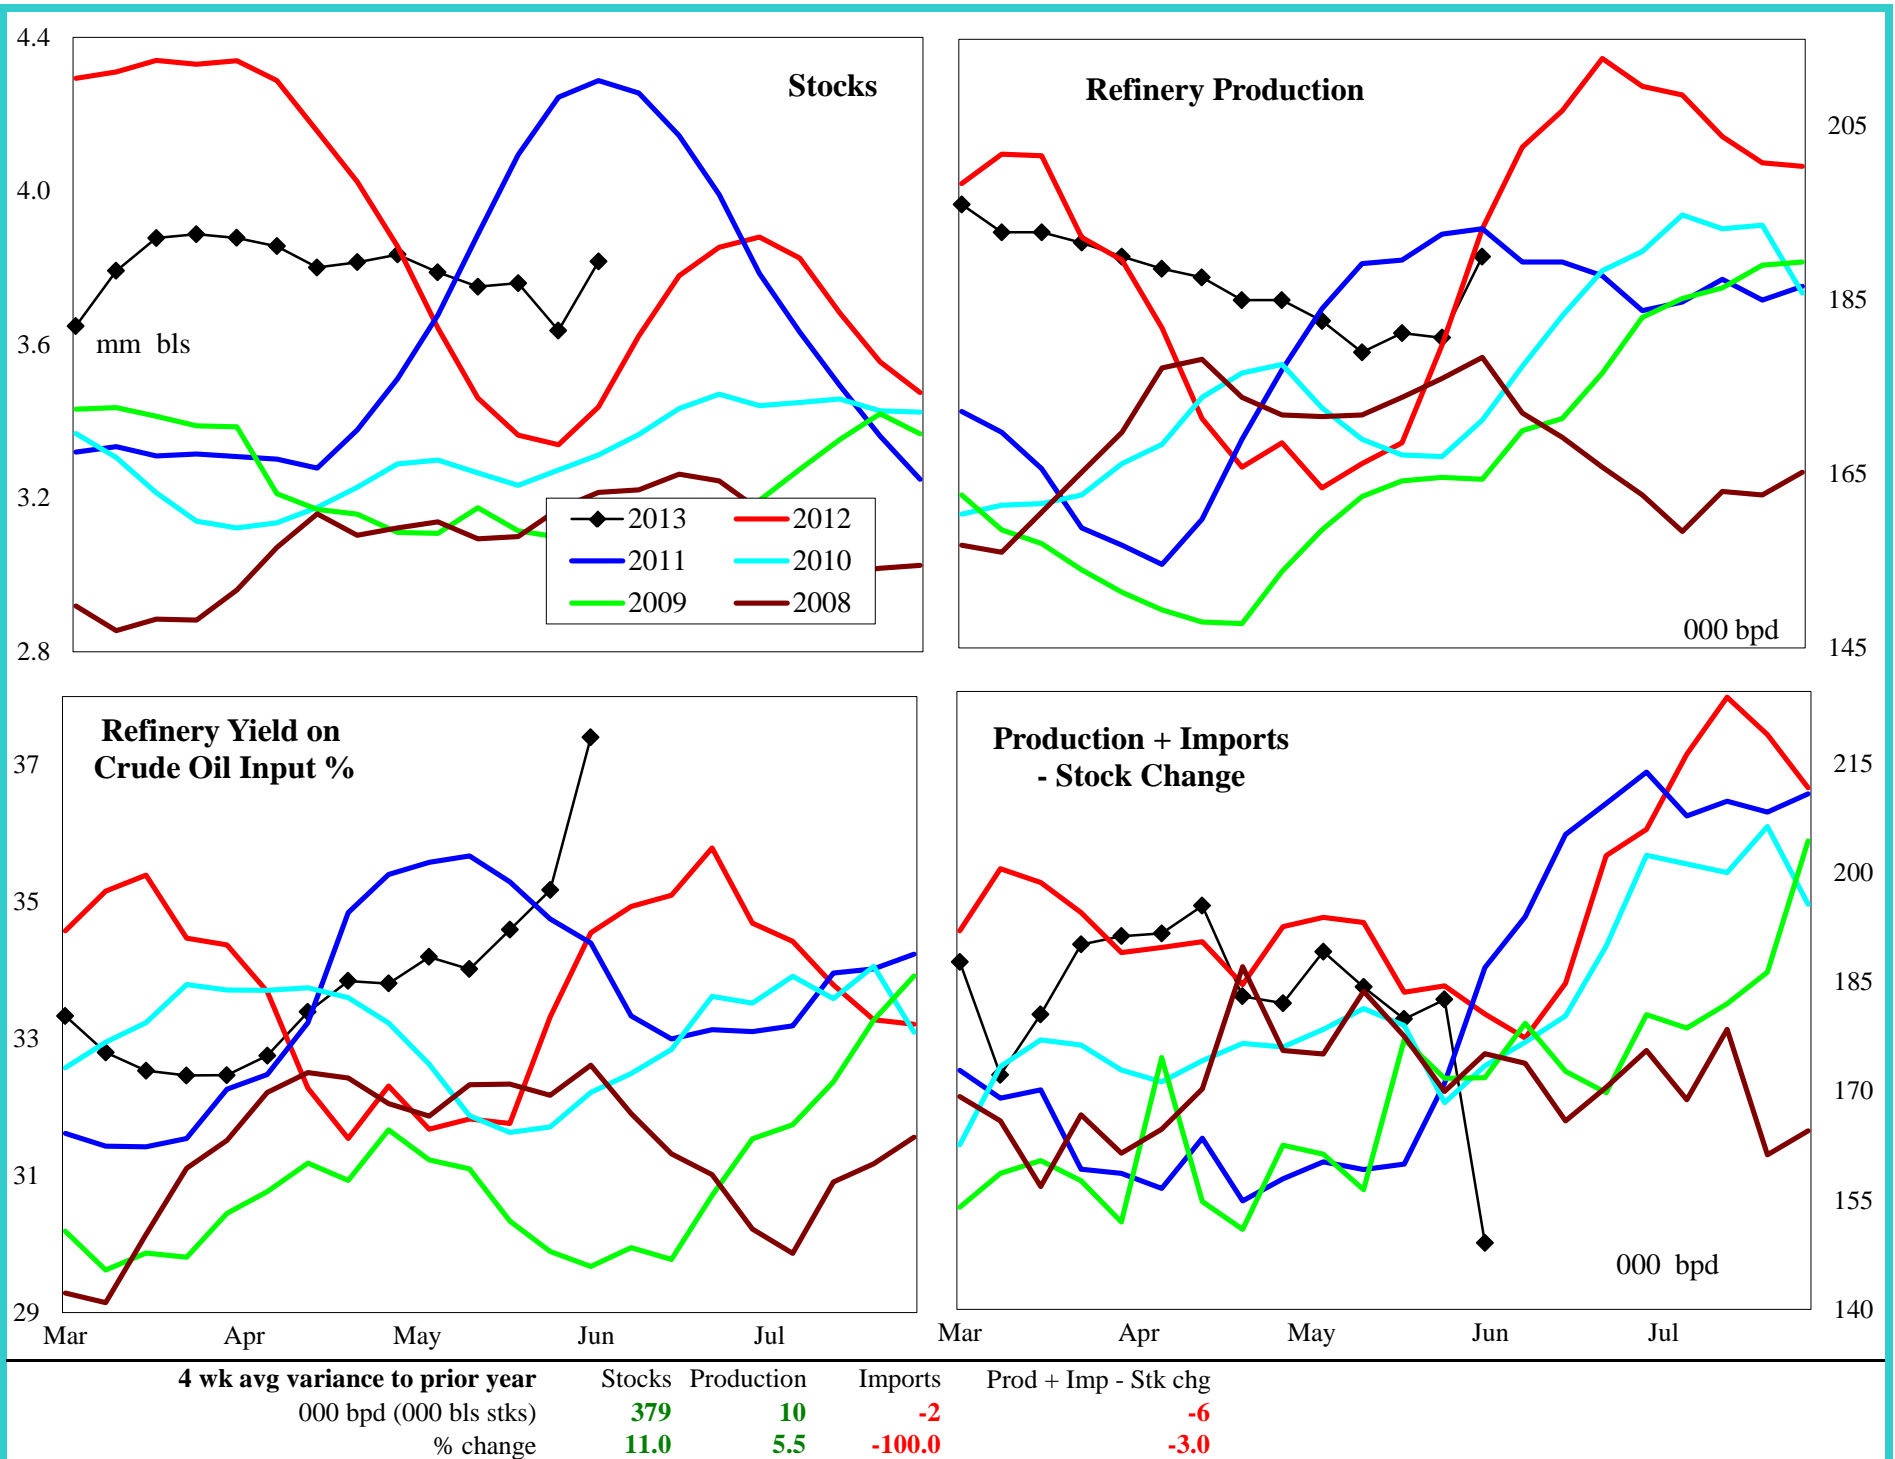 4.4
4.0
3.6
3.2
2.8
Stocks
mm bls
2013
2012
2011
2010
2009
2008
Refinery Production
205
185
165
145
000 bpd
Refinery Yield on
Crude Oil Input %
37
35
33
31
29
Mar Apr May Jun Jul
Production + Imports
- Stock Change
215
200
185
170
155
140
000 bpd
Mar Apr May Jun Jul
4 wk avg variance to prior year Stocks Production Imports Prod + Imp - Stk chg
000 bpd (000 bls stks) 379 10 -2 -6
% change 11.0 5.5 -100.0 -3.0